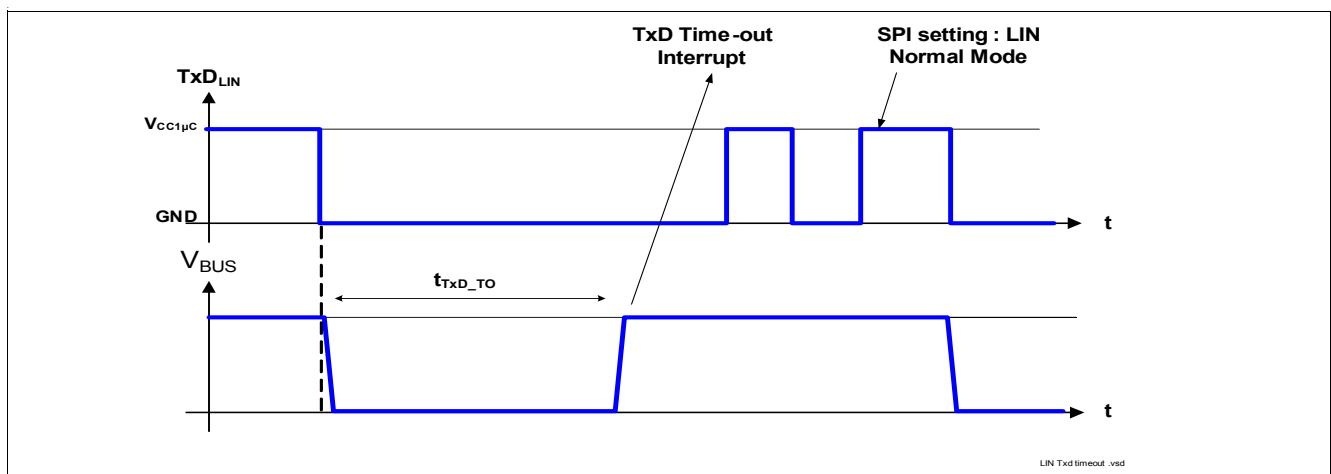 TxD Time-out
Interrupt
SPI setting : LIN
Normal Mode
TxDLIN
VCC1µC
GND
t
VBUS
tTxD_TO
t
LIN Txd timeout .vsd